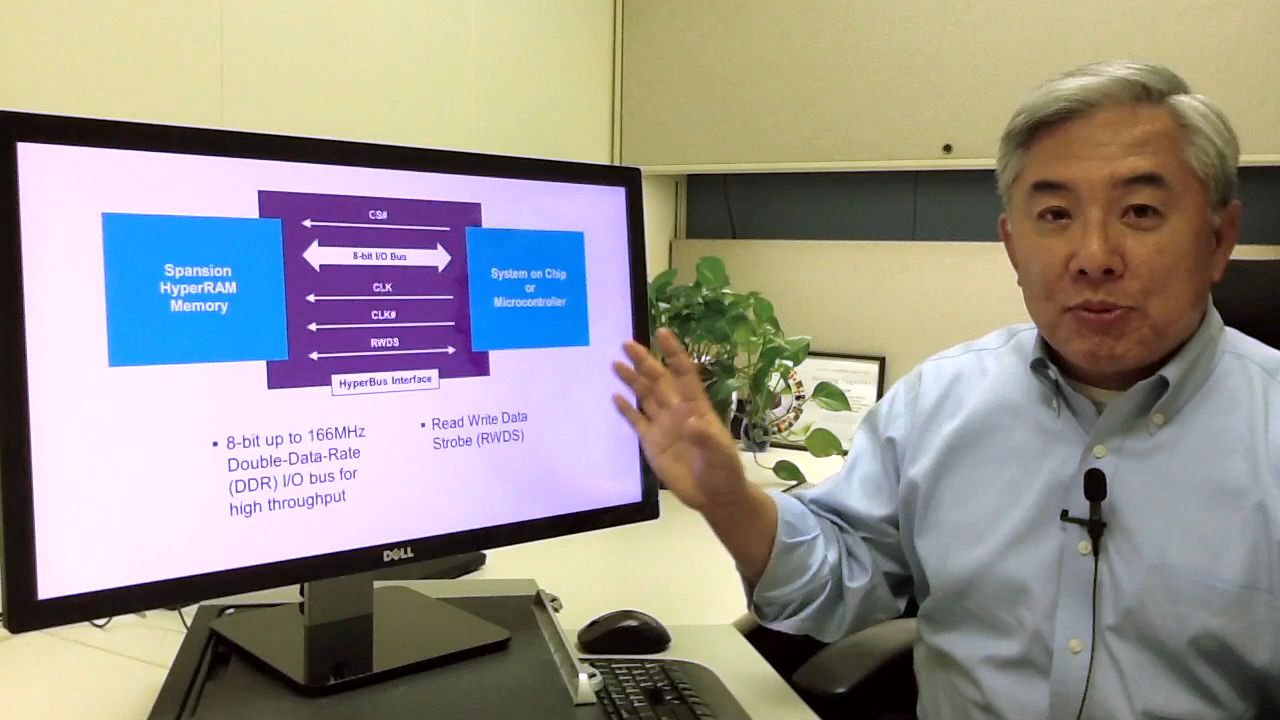 CS#
8-bit I/O Bus
CLK
CLK#
RWDS
HyperBus Interface
Spansion
HyperRAM
Memory
System on Chip
or
Microcontroller
▪ 8-bit up to 166MHz
Double-Data-Rate
(DDR) I/O bus for
high throughput
▪ Read Write Data
Strobe (RWDS)
DELL